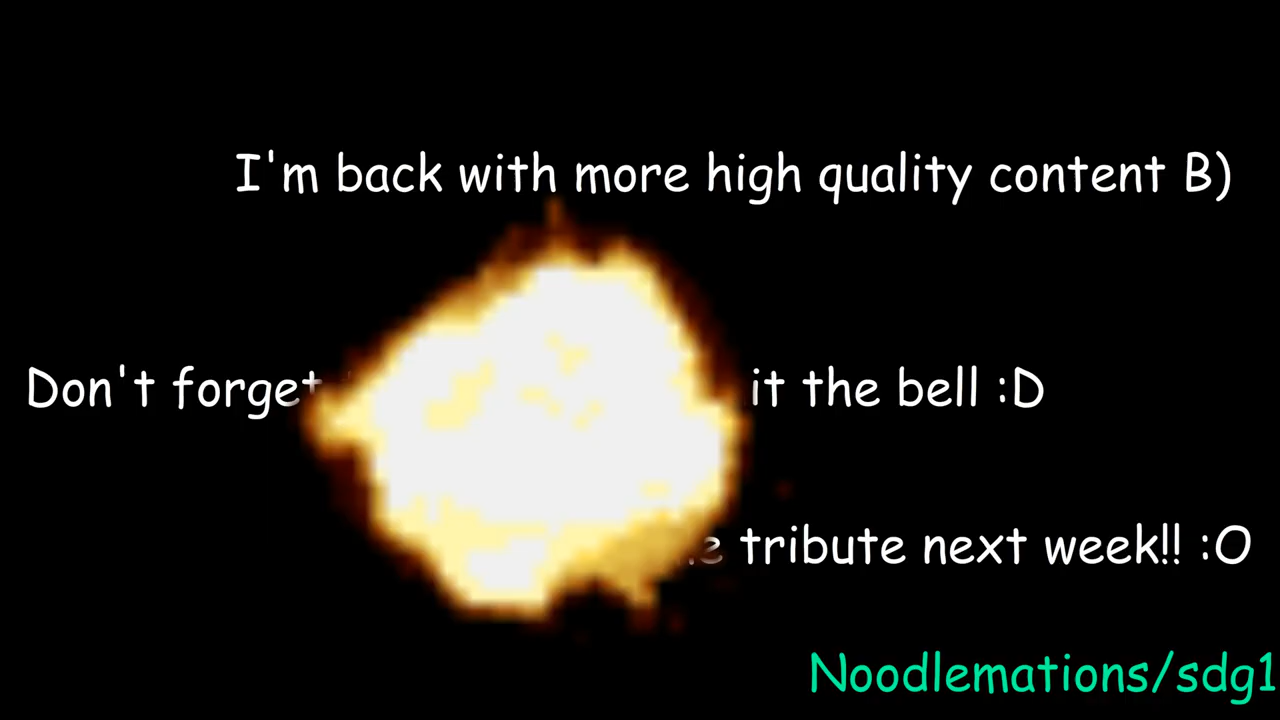 I'm back with more high quality content B)
Don't forget it the bell :D
tribute next week!! :O
Noodlemations/sdg1